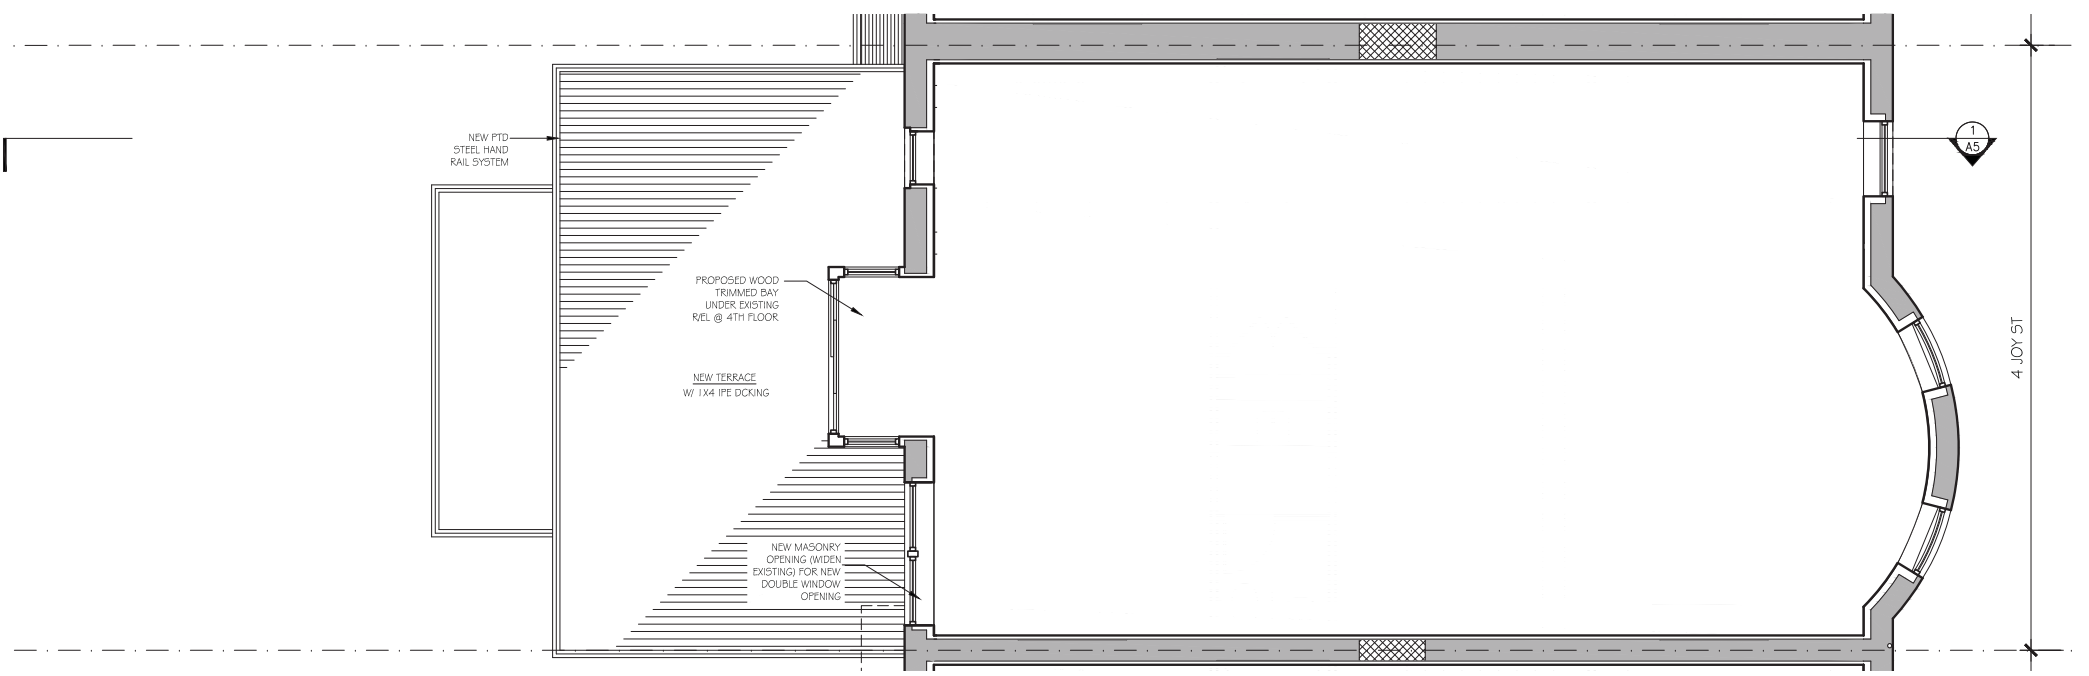 NEW PTD
STEEL HAND
RAIL SYSTEM
1
A5
PROPOSED WOOD
TRIMMED BAY
UNDER EXISTING
R/EL @ 4TH FLOOR
4 JOY ST
NEW TERRACE
W/ 1X4 IPE DCKING
NEW MASONRY
OPENING (WIDEN
EXISTING) FOR NEW
DOUBLE WINDOW
OPENING